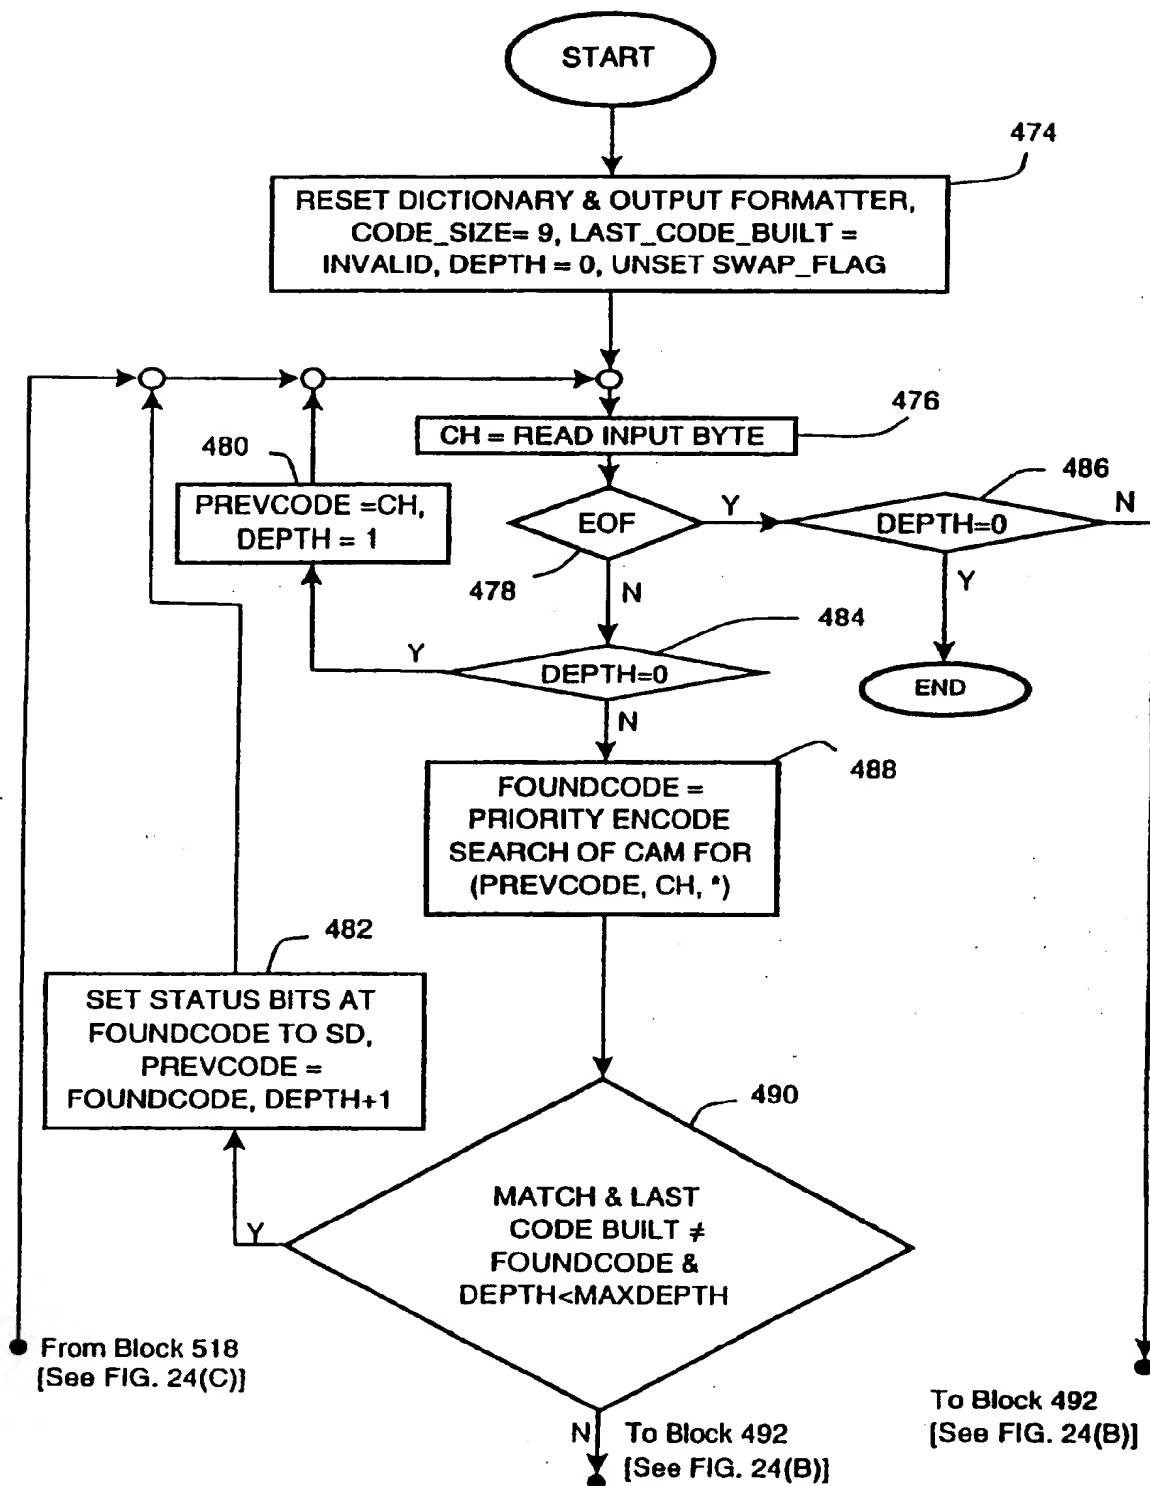 START
474
RESET DICTIONARY & OUTPUT FORMATTER,
CODE_SIZE= 9, LAST_CODE_BUILT =
INVALID, DEPTH = 0, UNSET SWAP_FLAG
476
CH = READ INPUT BYTE
480
PREVCODE =CH,
DEPTH = 1
EOF
Y
478
N
486
DEPTH=0
N
Y
END
484
Y
DEPTH=0
N
488
FOUNDCODE =
PRIORITY ENCODE
SEARCH OF CAM FOR
(PREVCODE, CH, *)
482
SET STATUS BITS AT
FOUNDCODE TO SD,
PREVCODE =
FOUNDCODE, DEPTH+1
490
MATCH & LAST
CODE BUILT ≠
FOUNDCODE &
DEPTH<MAXDEPTH
Y
From Block 518
[See FIG. 24(C)]
N
To Block 492
[See FIG. 24(B)]
To Block 492
[See FIG. 24(B)]